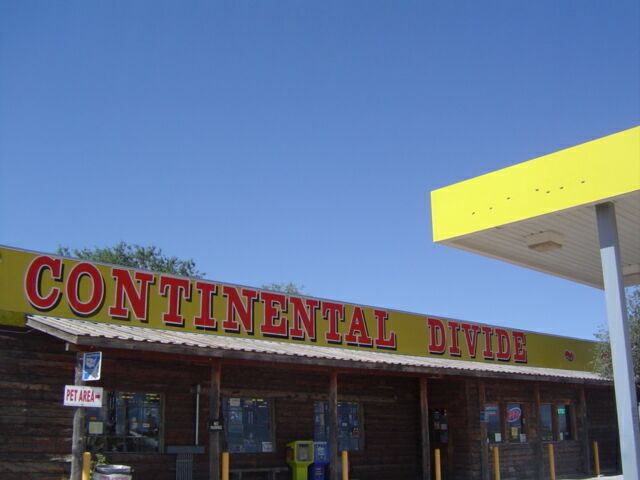 CONTINENTAL DIVIDE
PET AREA